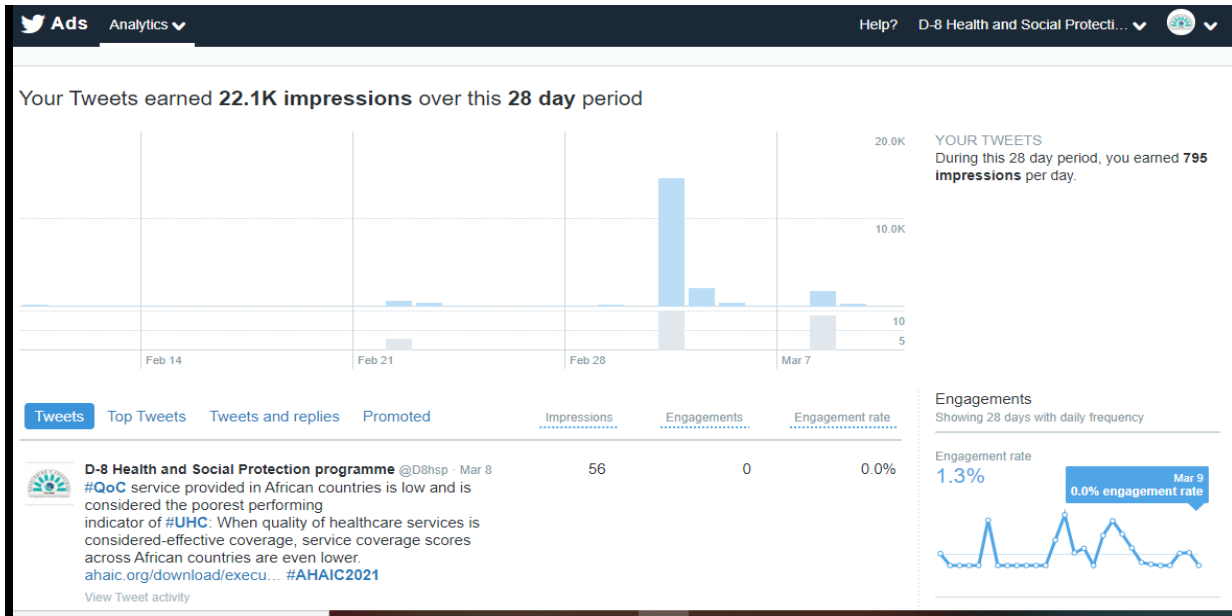 Ads Analytics Help? D-8 Health and Social Protecti...
Your Tweets earned 22.1K impressions over this 28 day period
20.0K
10.0K
10
5
Feb 14 Feb 21 Feb 28 Mar 7
YOUR TWEETS
During this 28 day period, you earned 795
impressions per day.
Tweets Top Tweets Tweets and replies Promoted Impressions Engagements Engagement rate
D-8 Health and Social Protection programme @D8hsp · Mar 8 56 0 0.0%
#QoC service provided in African countries is low and is
considered the poorest performing
indicator of #UHC: When quality of healthcare services is
considered-effective coverage, service coverage scores
across African countries are even lower.
ahaic.org/download/execu... #AHAIC2021
View Tweet activity
Engagements
Showing 28 days with daily frequency
Engagement rate
1.3%
Mar 9
0.0% engagement rate